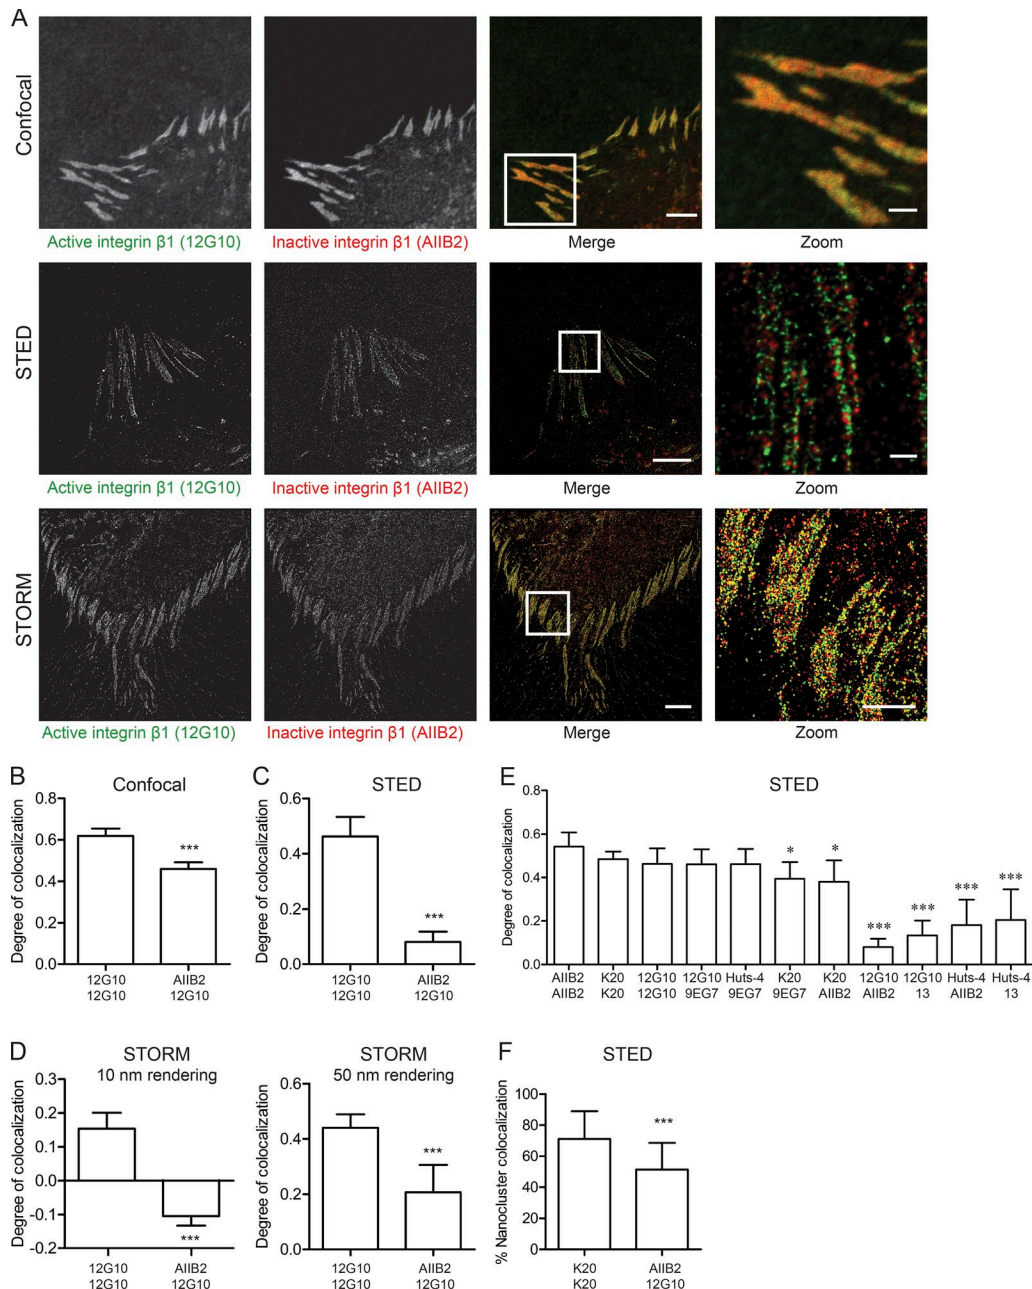 A
Confocal
Active integrin β1 (12G10)
Inactive integrin β1 (AIIB2)
Merge
Zoom
STED
Active integrin β1 (12G10)
Inactive integrin β1 (AIIB2)
Merge
Zoom
STORM
Active integrin β1 (12G10)
Inactive integrin β1 (AIIB2)
Merge
Zoom
B
Confocal
Degree of colocalization
0.8
0.6
0.4
0.2
0.0
***
12G10 AIIB2
12G10 12G10
C
STED
Degree of colocalization
0.6
0.4
0.2
0.0
***
12G10 AIIB2
12G10 12G10
E
STED
Degree of colocalization
0.8
0.6
0.4
0.2
0.0
* * *** *** *** ***
AIIB2 K20 12G10 12G10 Huts-4 K20 K20 12G10 12G10 Huts-4 Huts-4
AIIB2 K20 12G10 9EG7 9EG7 9EG7 AIIB2 AIIB2 13 AIIB2 13
D
STORM
10 nm rendering
Degree of colocalization
0.3
0.2
0.1
0.0
-0.1
-0.2
***
12G10 AIIB2
12G10 12G10
STORM
50 nm rendering
Degree of colocalization
0.6
0.4
0.2
0.0
***
12G10 AIIB2
12G10 12G10
F
STED
% Nanocluster colocalization
100
80
60
40
20
0
***
K20 AIIB2
K20 12G10